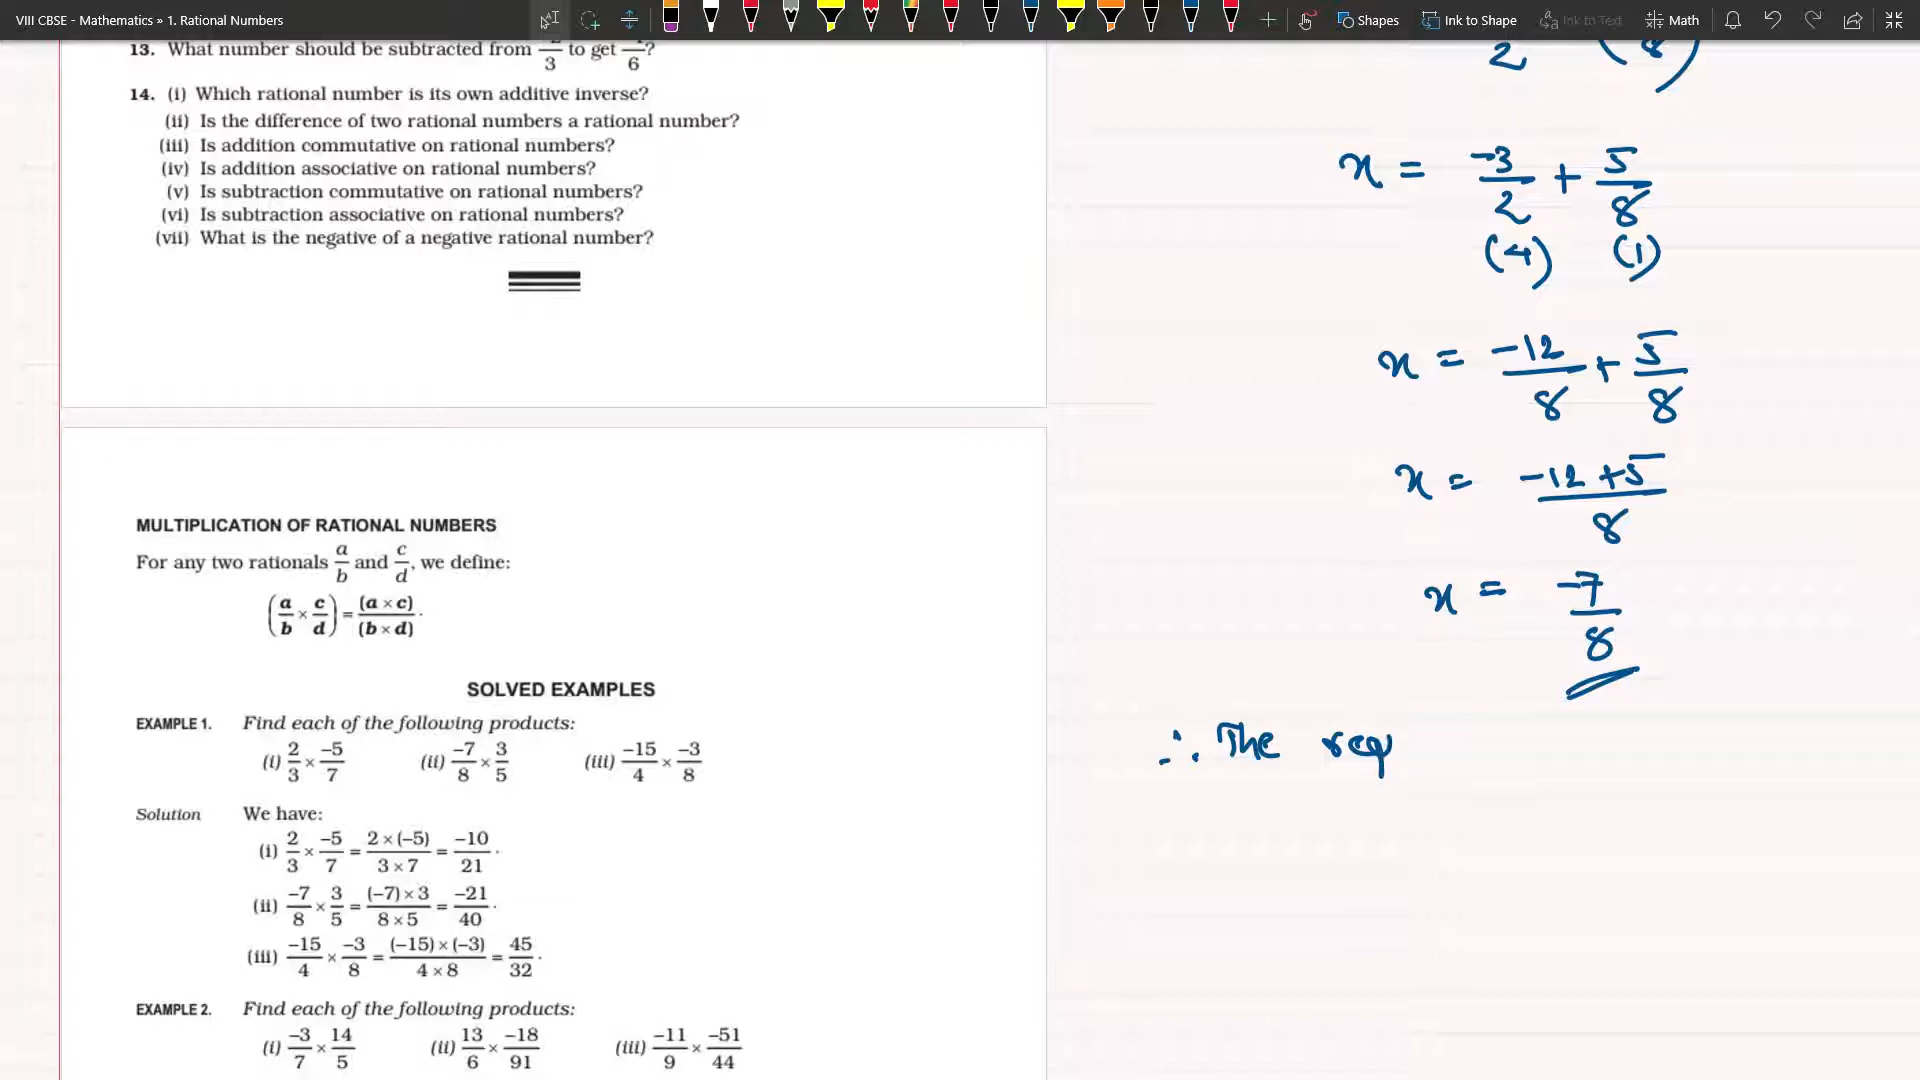 VIII CBSE - Mathematics » 1. Rational Numbers
Shapes
Ink to Shape
Ink to Text
Math
13. What number should be subtracted from /3 to get /6?
14. (i) Which rational number is its own additive inverse?
(ii) Is the difference of two rational numbers a rational number?
(iii) Is addition commutative on rational numbers?
(iv) Is addition associative on rational numbers?
(v) Is subtraction commutative on rational numbers?
(vi) Is subtraction associative on rational numbers?
(vii) What is the negative of a negative rational number?
MULTIPLICATION OF RATIONAL NUMBERS
For any two rationals a/b and c/d, we define:
(a/b × c/d) = (a × c)/(b × d).
SOLVED EXAMPLES
EXAMPLE 1. Find each of the following products:
(i) 2/3 × –5/7 (ii) –7/8 × 3/5 (iii) –15/4 × –3/8
Solution We have:
(i) 2/3 × –5/7 = 2 × (–5)/3 × 7 = –10/21.
(ii) –7/8 × 3/5 = (–7) × 3/8 × 5 = –21/40.
(iii) –15/4 × –3/8 = (–15) × (–3)/4 × 8 = 45/32.
EXAMPLE 2. Find each of the following products:
(i) –3/7 × 14/5 (ii) 13/6 × –18/91 (iii) –11/9 × –51/44
2 ( 8 )
x = -3/2 + 5/8
(4) (1)
x = -12/8 + 5/8
x = -12 + 5/8
x = -7/8
∴ The req